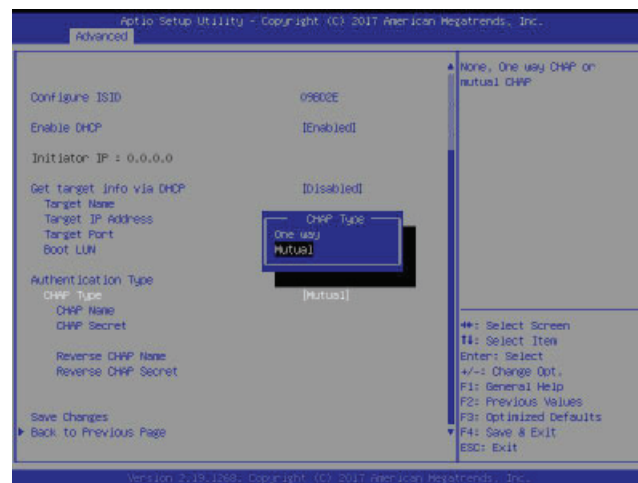 Aptio Setup Utility - Copyright (C) 2017 American Megatrends, Inc.
Advanced
None, One way CHAP or
mutual CHAP
Configure ISID 09BD2E
Enable DHCP [Enabled]
Initiator IP : 0.0.0.0
Get target info via DHCP [Disabled]
Target Name
Target IP Address
Target Port
Boot LUN
CHAP Type
One way
Mutual
Authentication Type
CHAP Type [Mutual]
CHAP Name
CHAP Secret
Reverse CHAP Name
Reverse CHAP Secret
Save Changes
Back to Previous Page
↔: Select Screen
↑↓: Select Item
Enter: Select
+/-: Change Opt.
F1: General Help
F2: Previous Values
F3: Optimized Defaults
F4: Save & Exit
ESC: Exit
Version 2.19.1268. Copyright (C) 2017 American Megatrends, Inc.